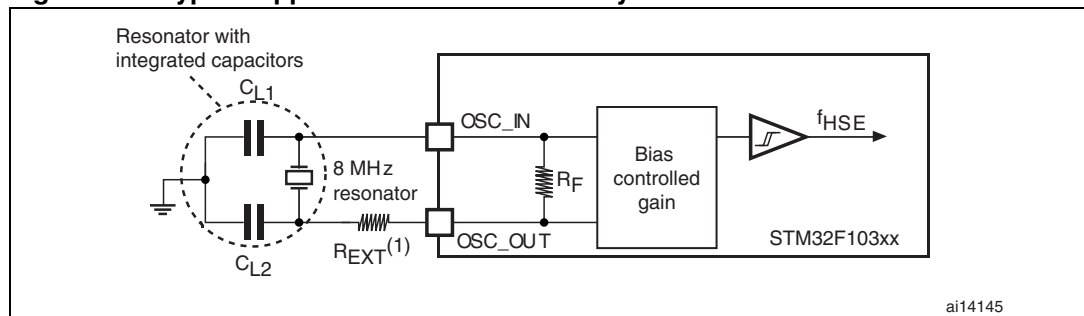 Resonator with
integrated capacitors
CL1
OSC_IN
fHSE
8 MHz
resonator
RF
Bias
controlled
gain
OSC_OUT
REXT(1)
STM32F103xx
CL2
ai14145